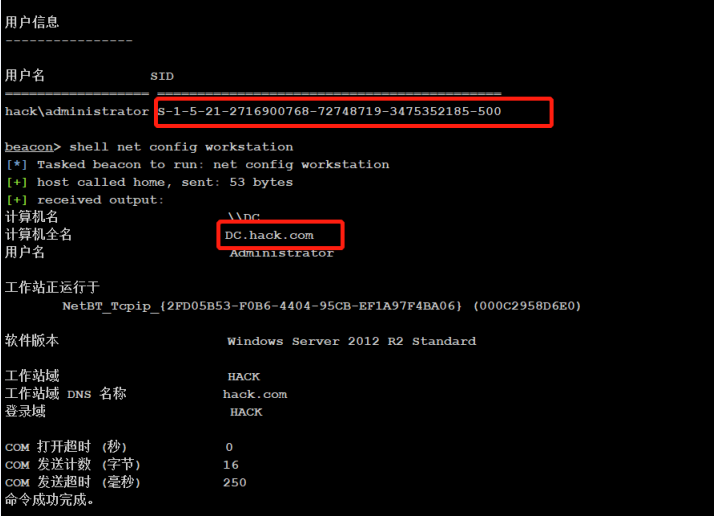 用户信息
----------------
用户名 SID
================== ===========================================
hack\administrator S-1-5-21-2716900768-72748719-3475352185-500
beacon> shell net config workstation
[*] Tasked beacon to run: net config workstation
[+] host called home, sent: 53 bytes
[+] received output:
计算机名 \\DC
计算机全名 DC.hack.com
用户名 Administrator
工作站正运行于
NetBT_Tcpip_{2FD05B53-F0B6-4404-95CB-EF1A97F4BA06} (000C2958D6E0)
软件版本 Windows Server 2012 R2 Standard
工作站域 HACK
工作站域 DNS 名称 hack.com
登录域 HACK
COM 打开超时 (秒) 0
COM 发送计数 (字节) 16
COM 发送超时 (毫秒) 250
命令成功完成。